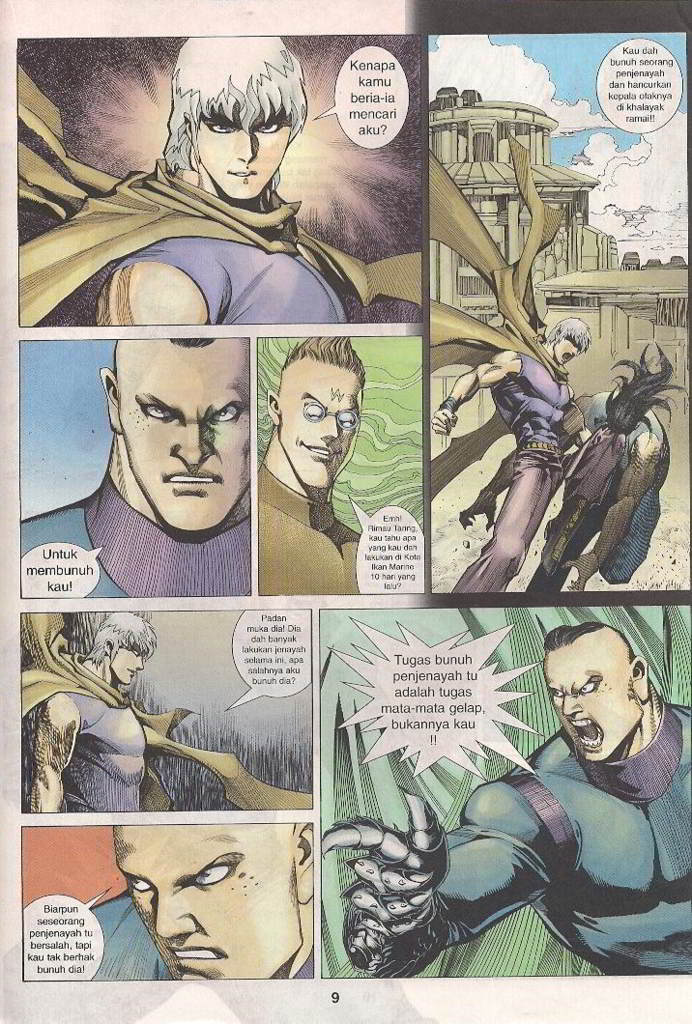 Kenapa
kamu
beria-ia
mencari
aku?
Untuk
membunuh
kau!
Emh!
Rimau Taring,
kau tahu apa
yang kau dah
lakukan di Kota
Ikan Marine
10 hari yang
lalu?
Kau dah
bunuh seorang
penjenayah
dan hancurkan
kepala otaknya
di khalayak
ramai!!
Padan
muka dia! Dia
dah banyak
lakukan jenayah
selama ini, apa
salahnya aku
bunuh dia?
Biarpun
seseorang
penjenayah tu
bersalah, tapi
kau tak berhak
bunuh dia!
Tugas bunuh
penjenayah tu
adalah tugas
mata-mata gelap,
bukannya kau
!!
9